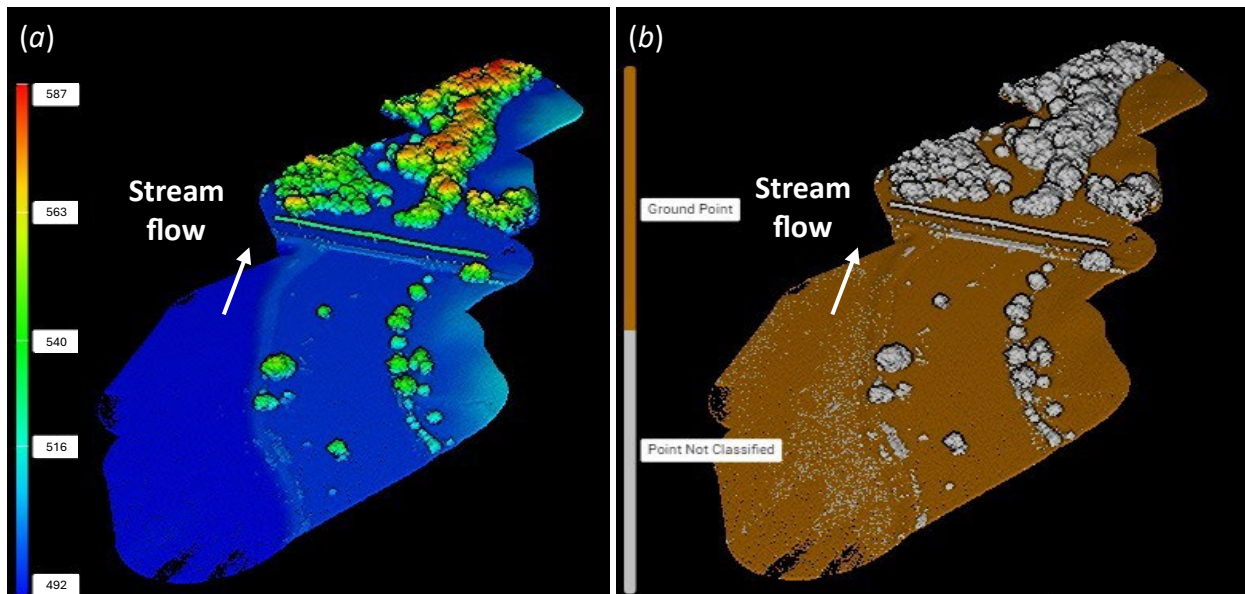 (a)
587
563
540
516
492
Stream
flow
(b)
Ground Point
Point Not Classified
Stream
flow